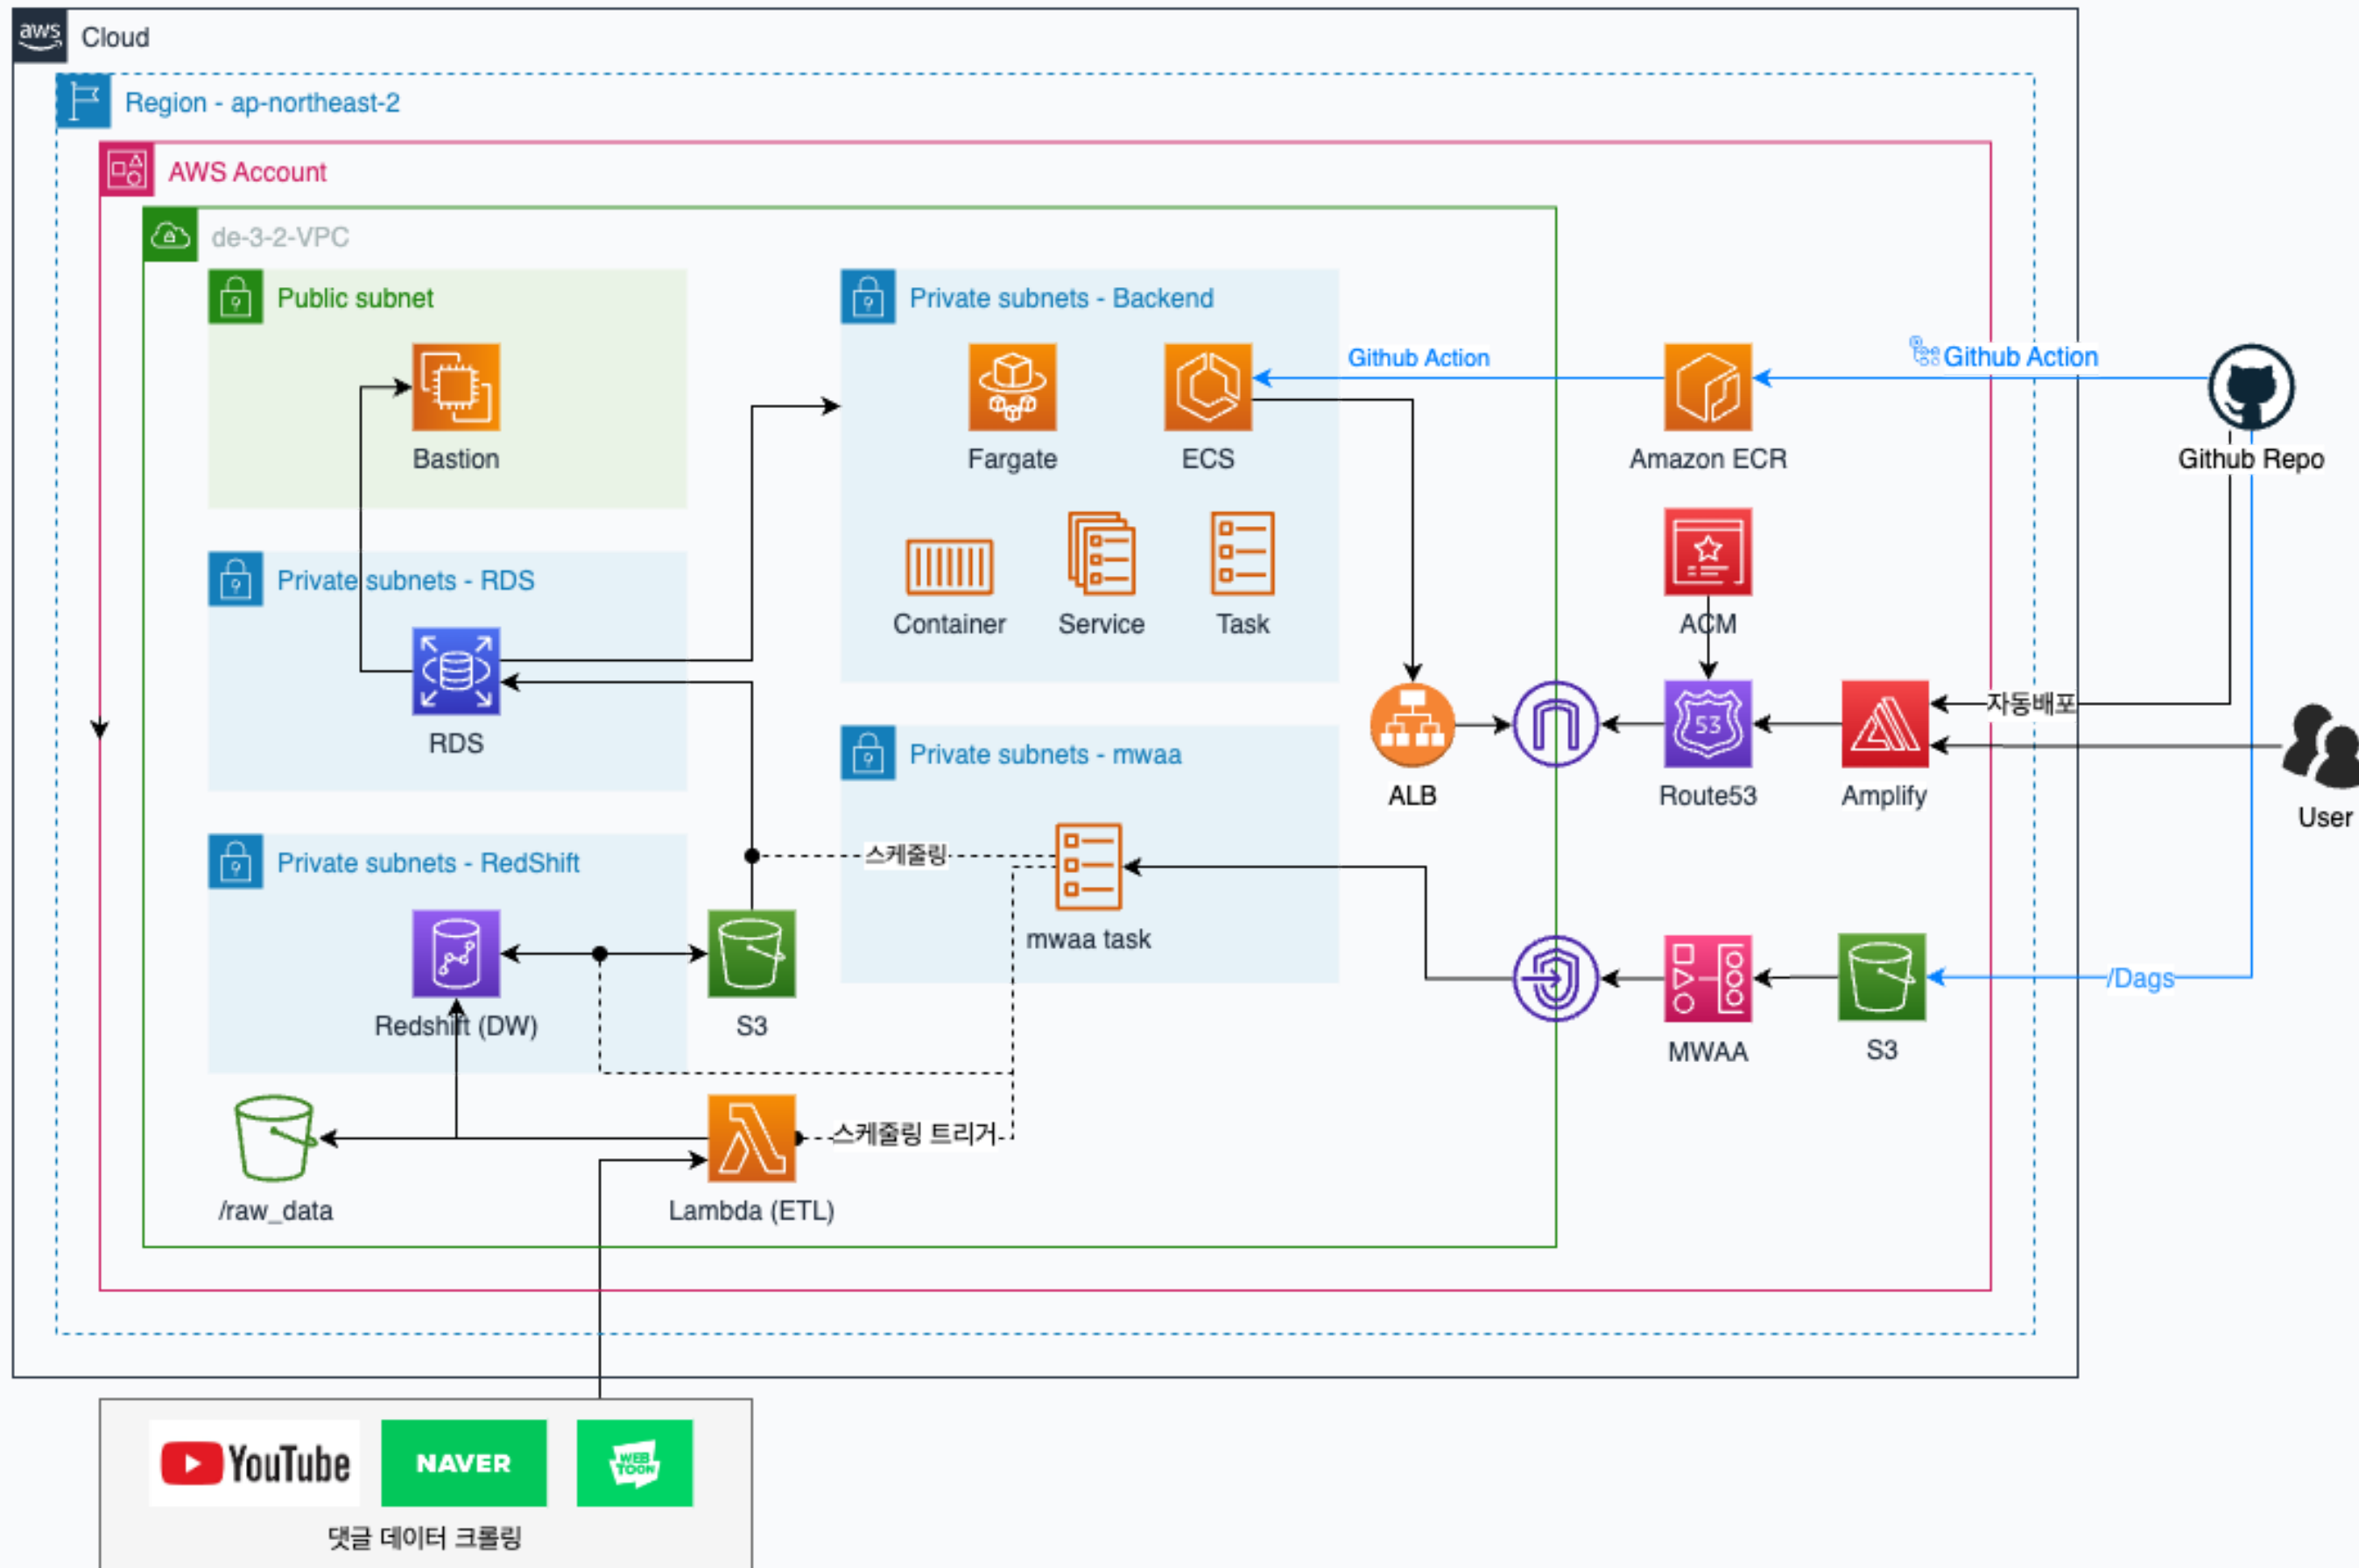 aws
Cloud
Region - ap-northeast-2
AWS Account
de-3-2-VPC
Public subnet
Bastion
Private subnets - Backend
Fargate
ECS
Container
Service
Task
Github Action
Github Action
Amazon ECR
Github Repo
ACM
Private subnets - RDS
RDS
ALB
53
Route53
Amplify
자동배포
User
Private subnets - mwaa
스케줄링
mwaa task
Private subnets - RedShift
Redshift (DW)
S3
MWAA
S3
/Dags
/raw_data
Lambda (ETL)
스케줄링 트리거
YouTube
NAVER
WEB
TOON
댓글 데이터 크롤링